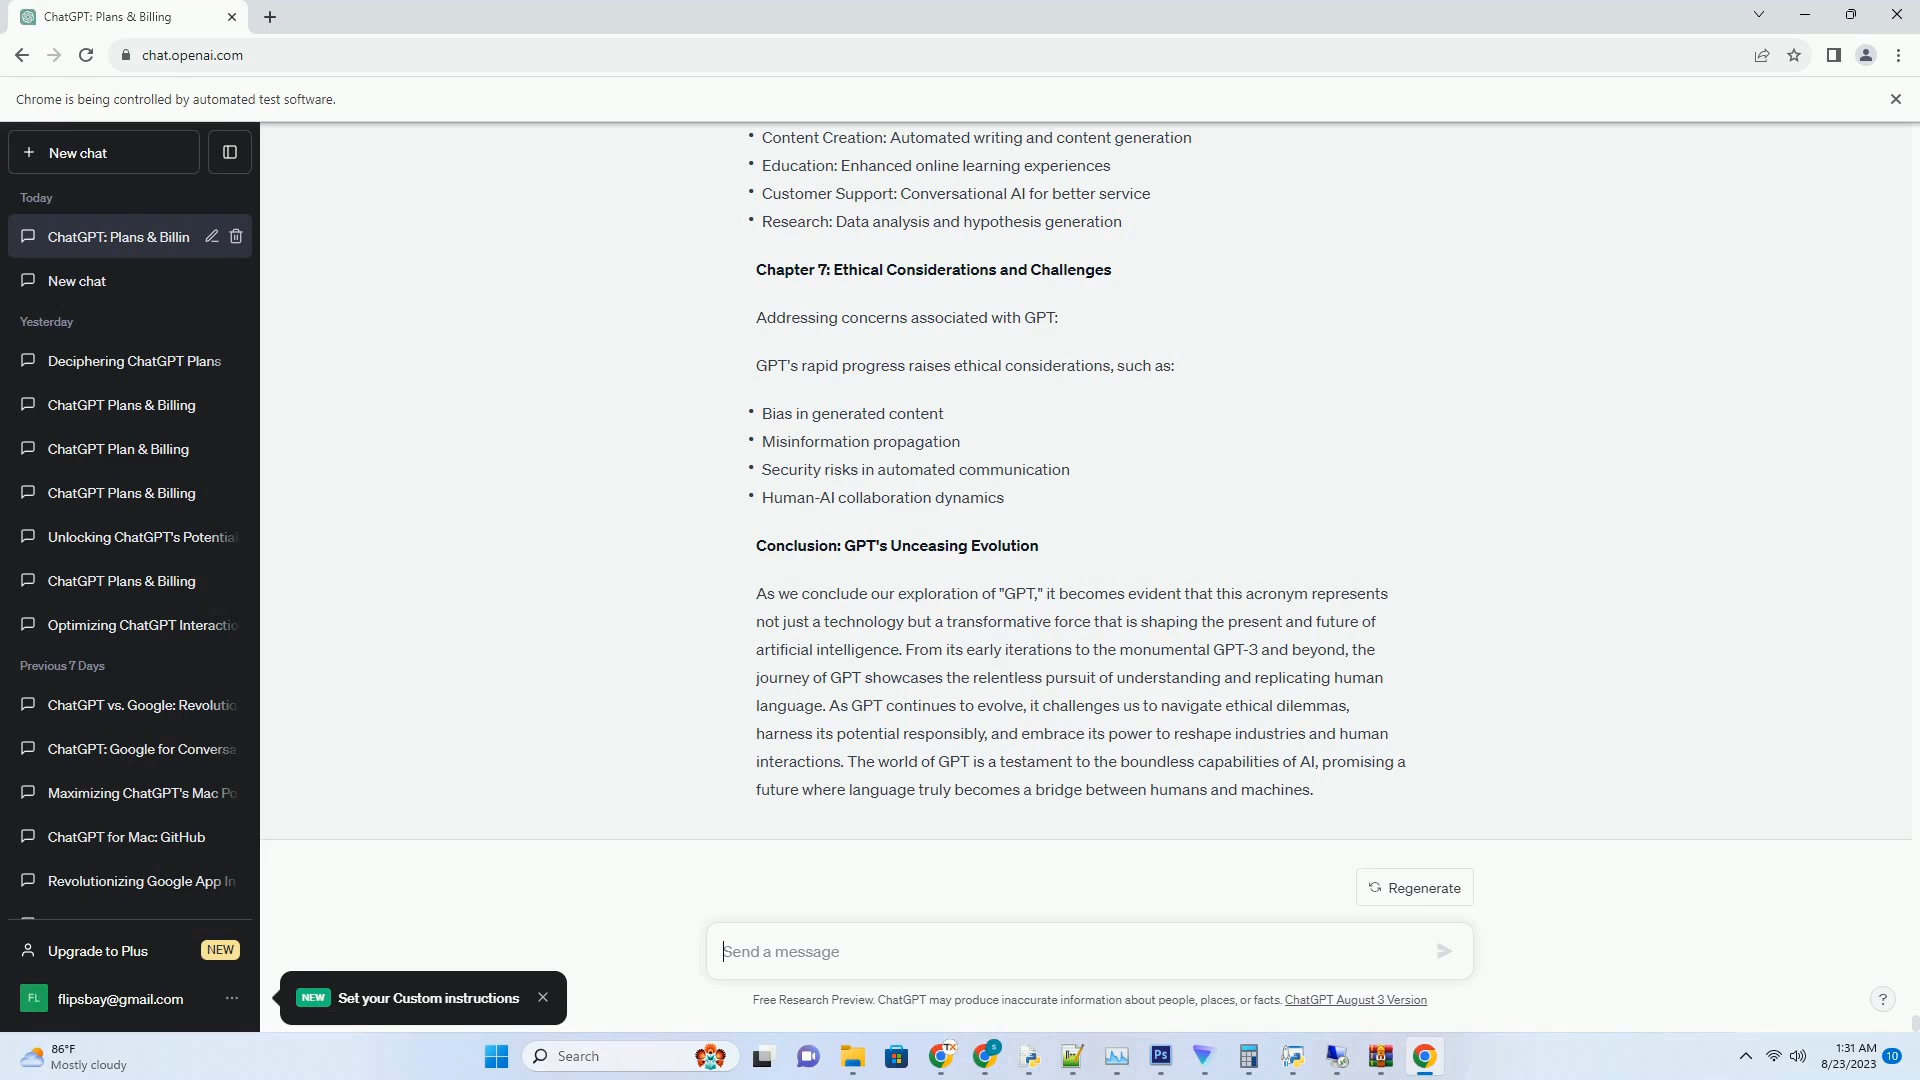 ChatGPT: Plans & Billing
chat.openai.com
Chrome is being controlled by automated test software.
New chat
Today
ChatGPT: Plans & Billin
New chat
Yesterday
Deciphering ChatGPT Plans
ChatGPT Plans & Billing
ChatGPT Plan & Billing
ChatGPT Plans & Billing
Unlocking ChatGPT's Potential
ChatGPT Plans & Billing
Optimizing ChatGPT Interactio
Previous 7 Days
ChatGPT vs. Google: Revolutio
ChatGPT: Google for Conversa
Maximizing ChatGPT's Mac Po
ChatGPT for Mac: GitHub
Revolutionizing Google App In
Upgrade to Plus NEW
FL flipsbay@gmail.com
NEW Set your Custom instructions
• Content Creation: Automated writing and content generation
• Education: Enhanced online learning experiences
• Customer Support: Conversational AI for better service
• Research: Data analysis and hypothesis generation
Chapter 7: Ethical Considerations and Challenges
Addressing concerns associated with GPT:
GPT's rapid progress raises ethical considerations, such as:
• Bias in generated content
• Misinformation propagation
• Security risks in automated communication
• Human-AI collaboration dynamics
Conclusion: GPT's Unceasing Evolution
As we conclude our exploration of "GPT," it becomes evident that this acronym represents
not just a technology but a transformative force that is shaping the present and future of
artificial intelligence. From its early iterations to the monumental GPT-3 and beyond, the
journey of GPT showcases the relentless pursuit of understanding and replicating human
language. As GPT continues to evolve, it challenges us to navigate ethical dilemmas,
harness its potential responsibly, and embrace its power to reshape industries and human
interactions. The world of GPT is a testament to the boundless capabilities of AI, promising a
future where language truly becomes a bridge between humans and machines.
Regenerate
Send a message
Free Research Preview. ChatGPT may produce inaccurate information about people, places, or facts. ChatGPT August 3 Version
?
86°F
Mostly cloudy
Search
TX
S
Ps
1:31 AM
8/23/2023
10